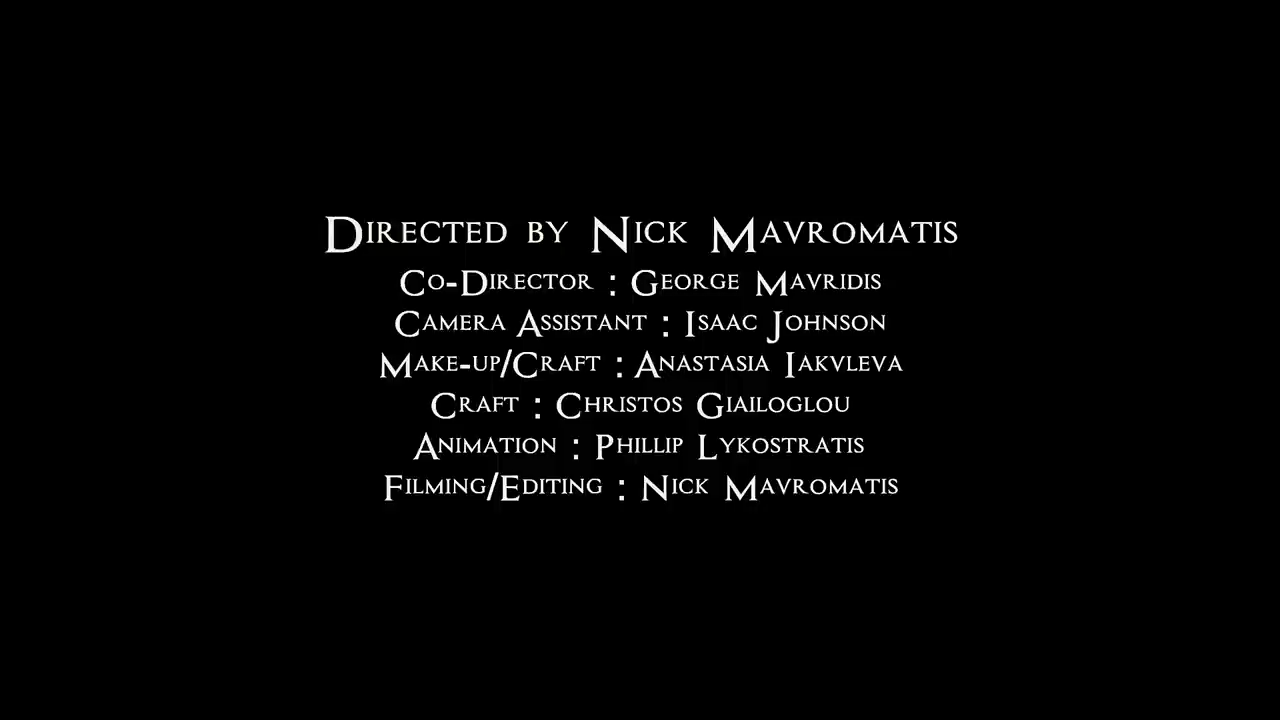 Directed by Nick Mavromatis
Co-Director : George Mavridis
Camera Assistant : Isaac Johnson
Make-up/Craft : Anastasia Iakvleva
Craft : Christos Giailoglou
Animation : Phillip Lykostratis
Filming/Editing : Nick Mavromatis